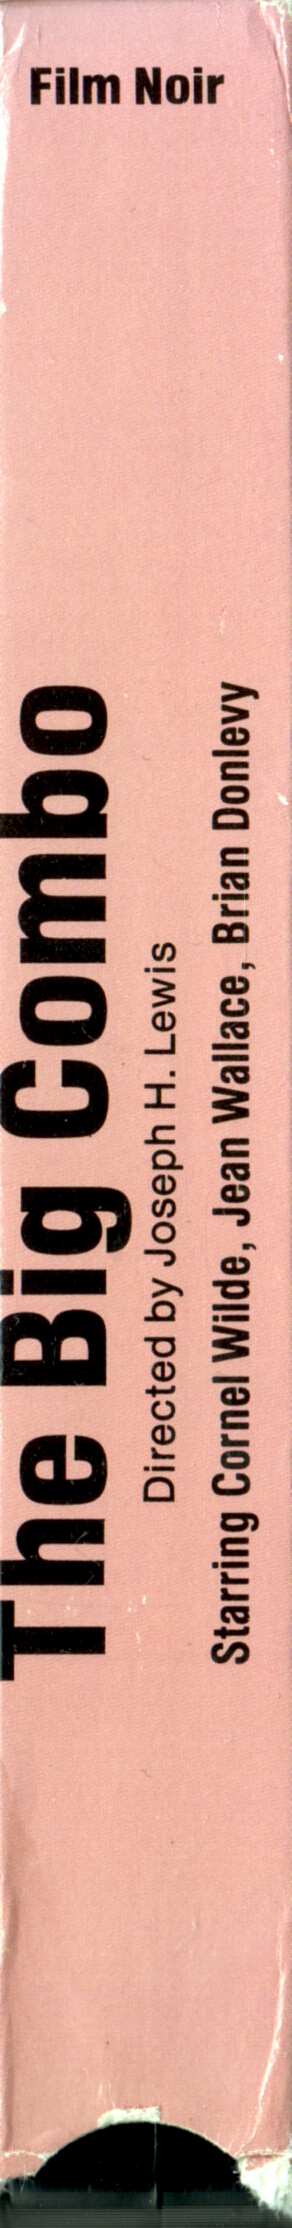 Film Noir
The Big Combo
Directed by Joseph H. Lewis
Starring Cornel Wilde, Jean Wallace, Brian Donlevy